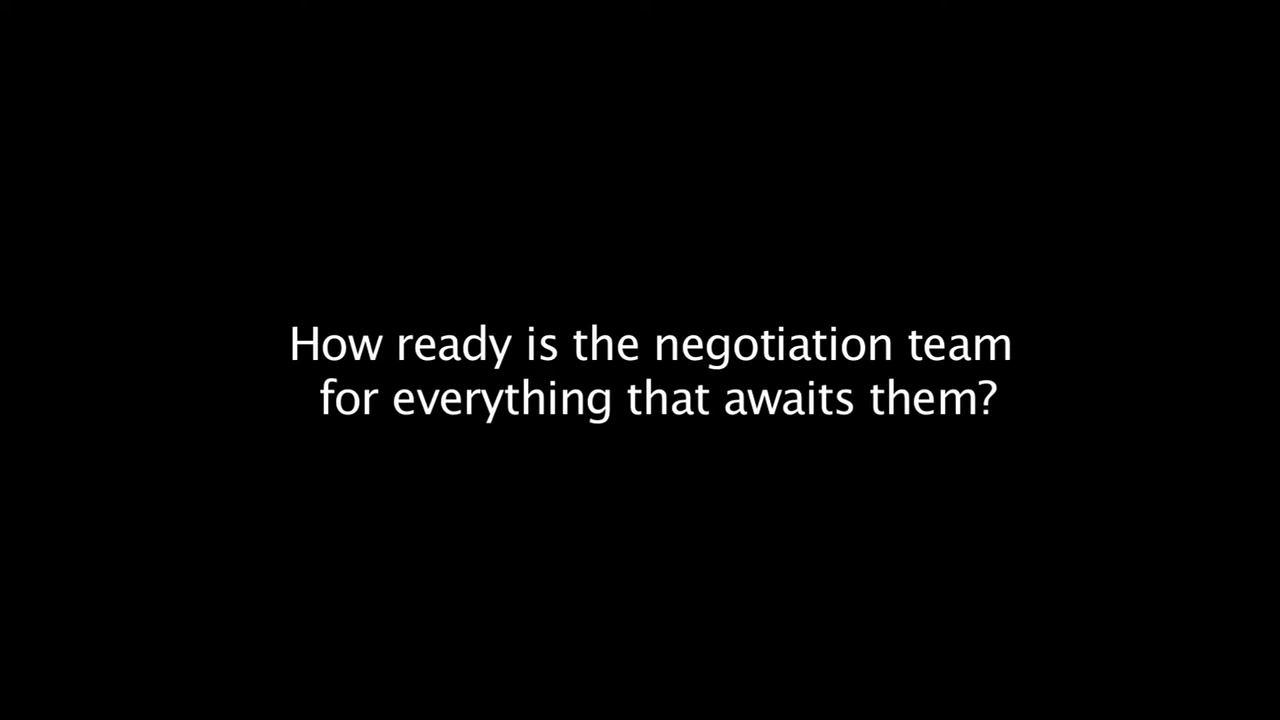 How ready is the negotiation team
for everything that awaits them?